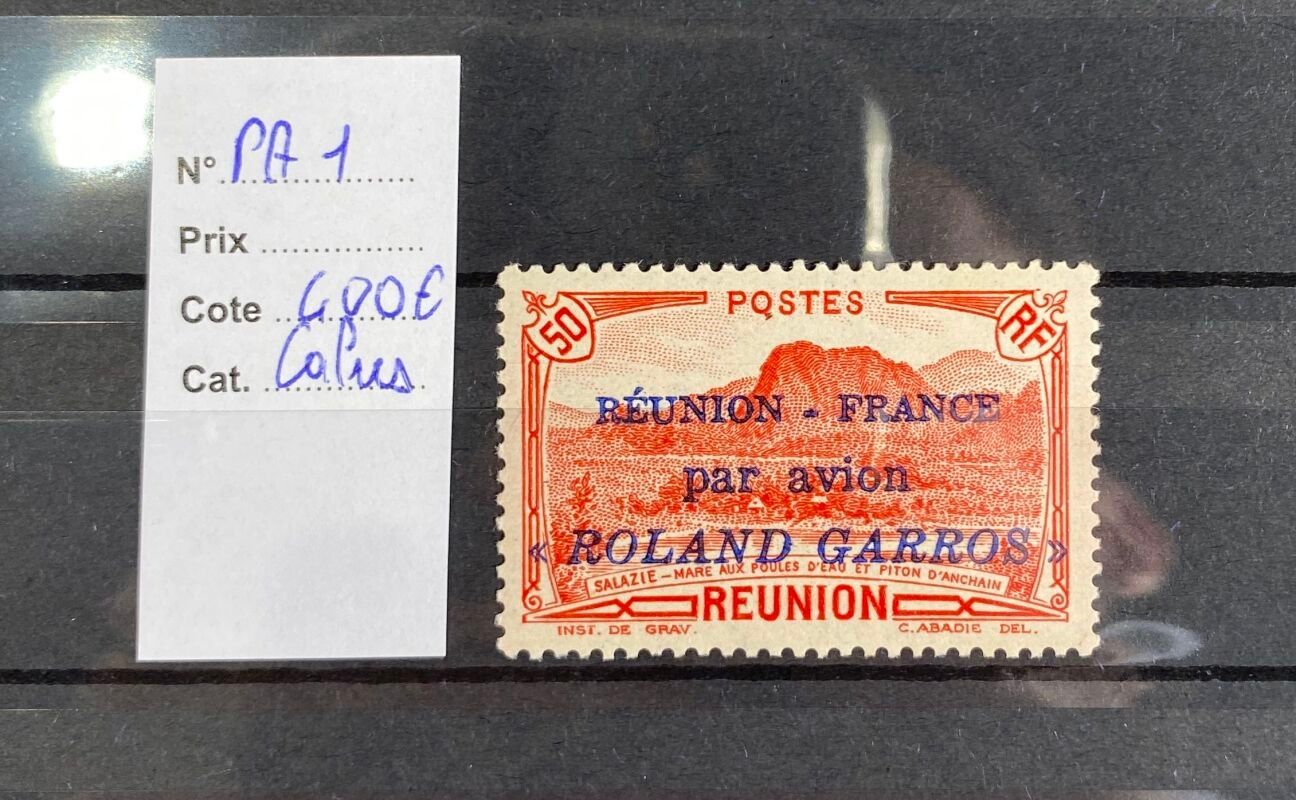 N° PA 1
Prix
Cote 400€
Cat. Calves
50 POSTES RF
RÉUNION - FRANCE
par avion
« ROLAND GARROS »
SALAZIE – MARE AUX POULES D'EAU ET PITON D'ANCHAIN
REUNION
INST. DE GRAV. C. ABADIE DEL.